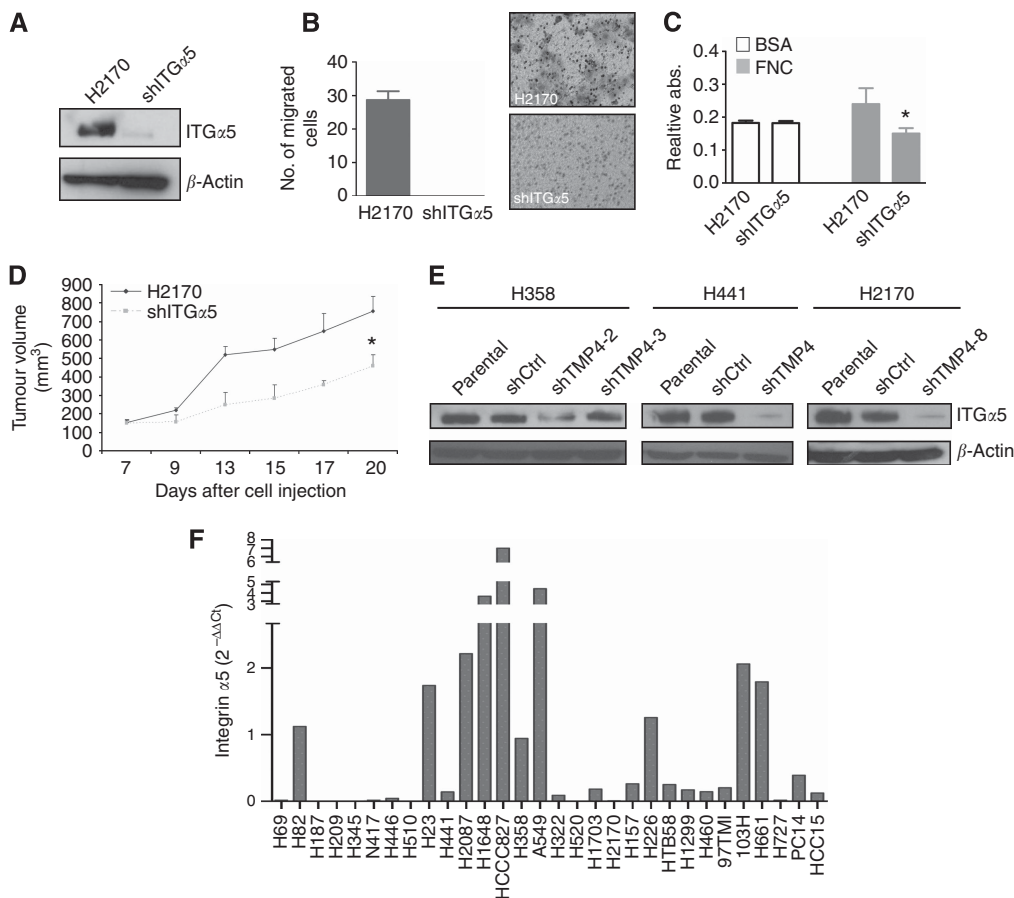 A
H2170
shITGα5
ITGα5
β-Actin
B
No. of migrated cells
40
30
20
10
0
H2170 shITGα5
H2170
shITGα5
C
BSA
FNC
Realtive abs.
0.4
0.3
0.2
0.1
0.0
*
H2170
shITGα5
H2170
shITGα5
D
Tumour volume
(mm3)
900
800
700
600
500
400
300
200
100
0
H2170
shITGα5
*
7 9 13 15 17 20
Days after cell injection
E
H358 H441 H2170
Parental
shCtrl
shTMP4-2
shTMP4-3
Parental
shCtrl
shTMP4
Parental
shCtrl
shTMP4-8
ITGα5
β-Actin
F
Integrin α5 (2−ΔΔCt)
8
7
6
5
4
3
2
1
0
H69
H82
H187
H209
H345
N417
H446
H510
H23
H441
H2087
H1648
HCCC827
H358
A549
H322
H520
H1703
H2170
H157
H226
HTB58
H1299
H460
97TMI
103H
H661
H727
PC14
HCC15